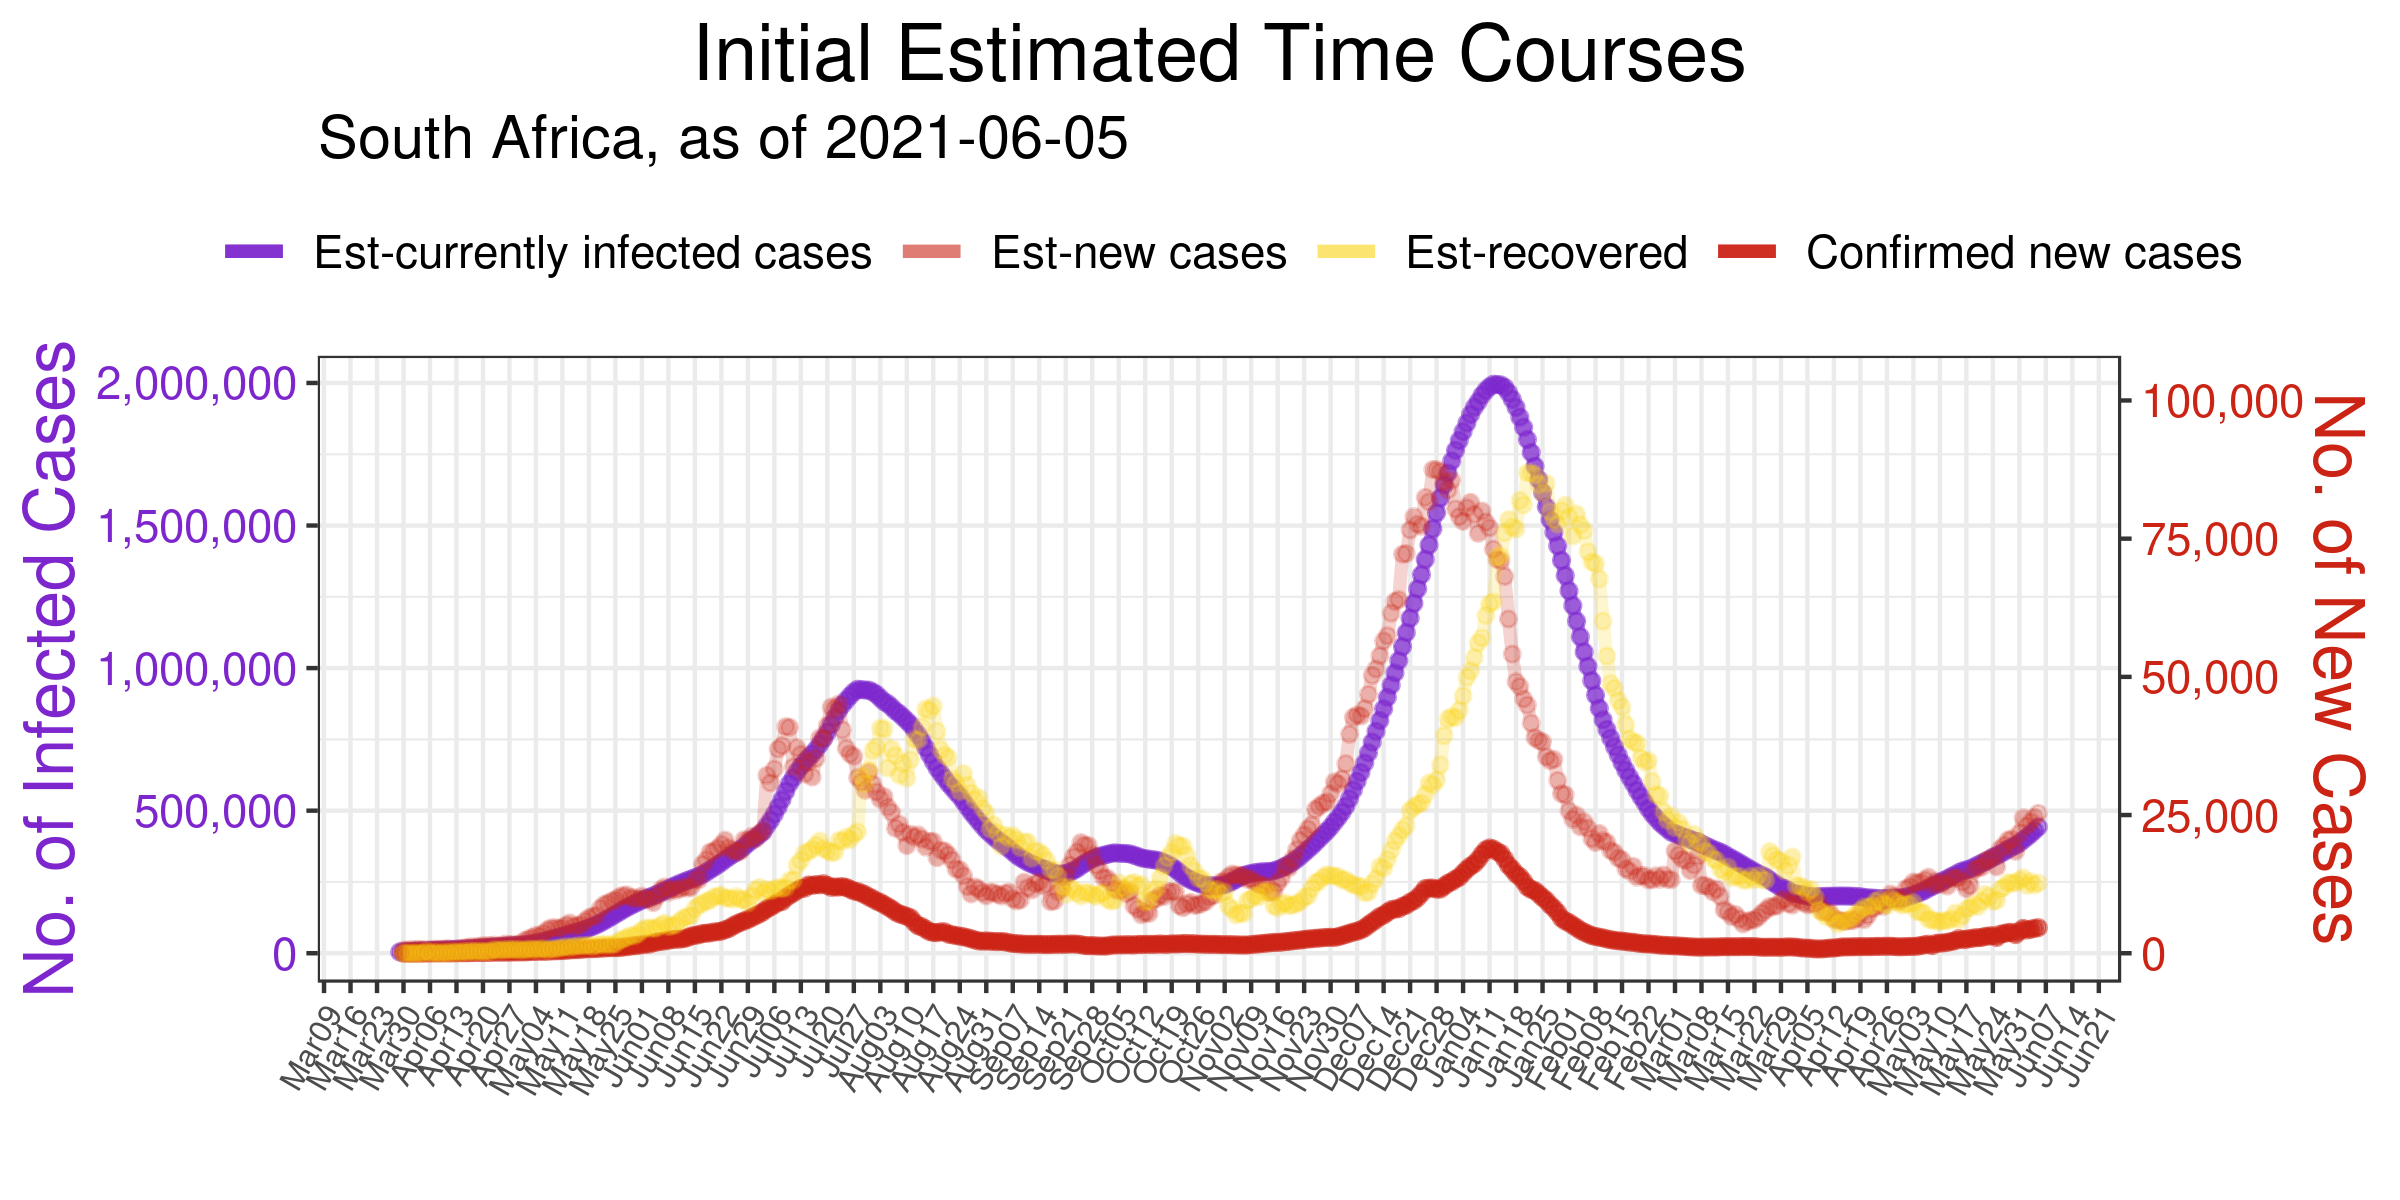 Initial Estimated Time Courses
South Africa, as of 2021-06-05
Est-currently infected cases Est-new cases Est-recovered Confirmed new cases
No. of Infected Cases
2,000,000
1,500,000
1,000,000
500,000
0
100,000
75,000
50,000
25,000
0
No. of New Cases
Mar09 Mar16 Mar23 Mar30 Apr06 Apr13 Apr20 Apr27 May04 May11 May18 May25 Jun01 Jun08 Jun15 Jun22 Jun29 Jul06 Jul13 Jul20 Jul27 Aug03 Aug10 Aug17 Aug24 Aug31 Sep07 Sep14 Sep21 Sep28 Oct05 Oct12 Oct19 Oct26 Nov02 Nov09 Nov16 Nov23 Nov30 Dec07 Dec14 Dec21 Dec28 Jan04 Jan11 Jan18 Jan25 Feb01 Feb08 Feb15 Feb22 Mar01 Mar08 Mar15 Mar22 Mar29 Apr05 Apr12 Apr19 Apr26 May03 May10 May17 May24 May31 Jun07 Jun14 Jun21